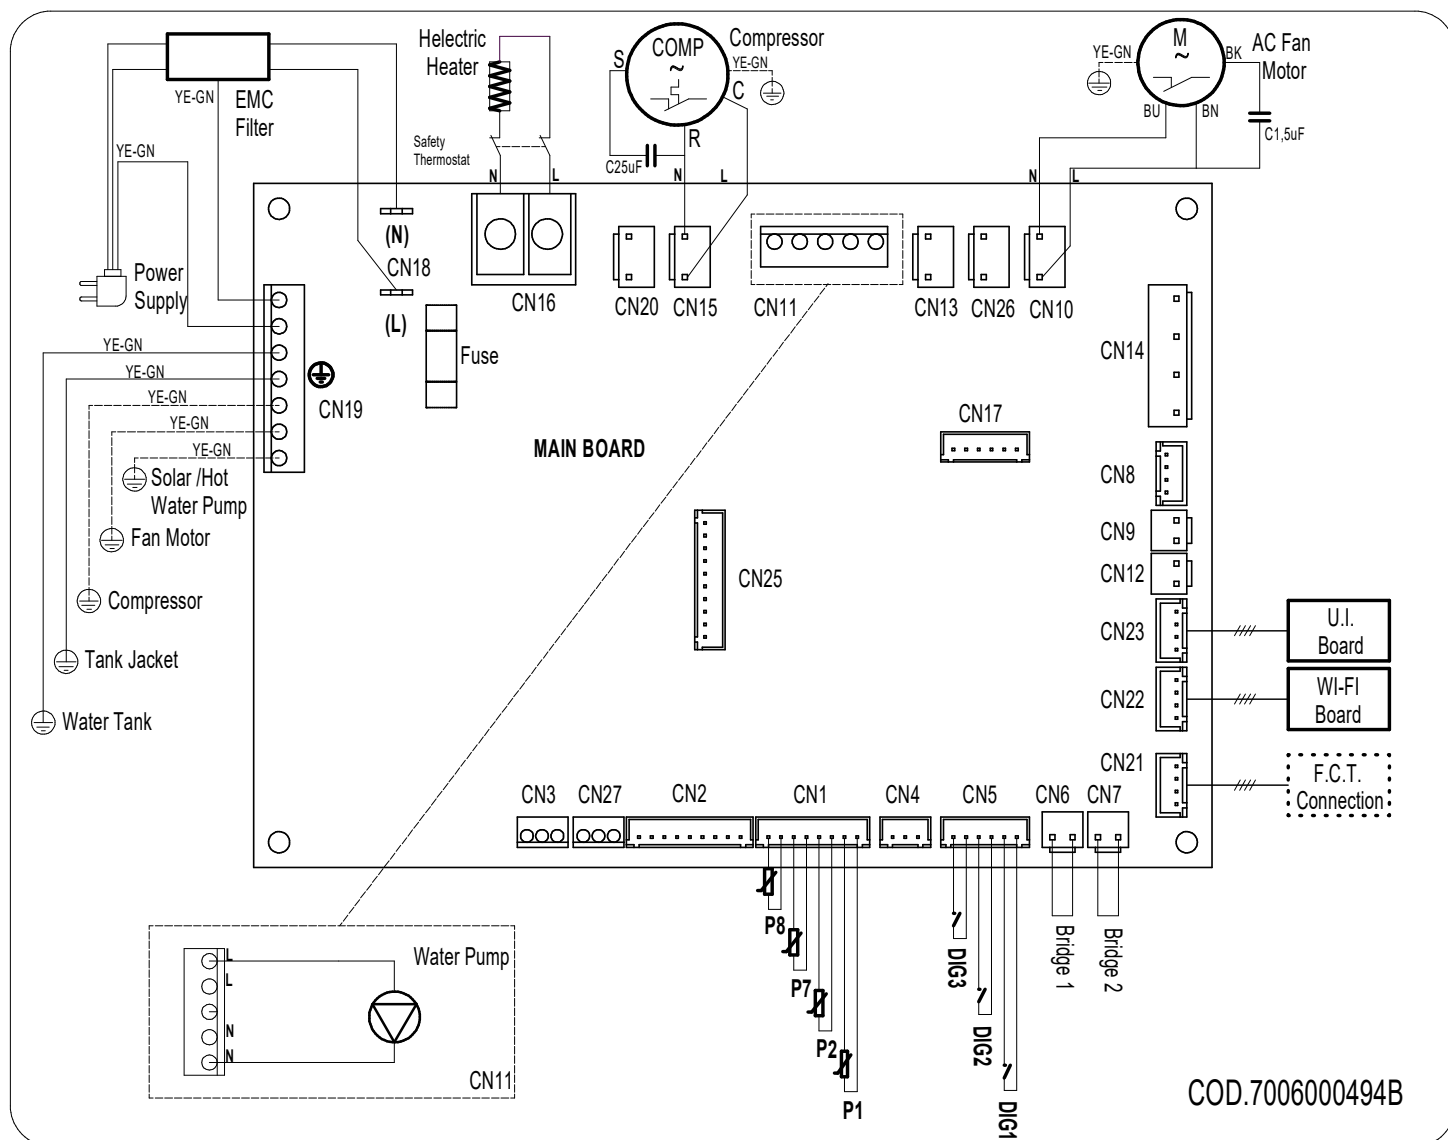 Helectric
Heater
S
COMP
~
Compressor
YE-GN
C
R
C25uF
N
L
YE-GN
M
~
BK
AC Fan
Motor
BU
BN
C1,5uF
N
L
YE-GN
EMC
Filter
YE-GN
Safety
Thermostat
N
L
Power
Supply
(N)
CN18
(L)
Fuse
CN16
CN20
CN15
CN11
CN13
CN26
CN10
CN14
CN17
MAIN BOARD
CN19
YE-GN
YE-GN
YE-GN
YE-GN
YE-GN
Solar /Hot
Water Pump
Fan Motor
Compressor
Tank Jacket
Water Tank
CN25
CN8
CN9
CN12
CN23
U.I.
Board
CN22
WI-FI
Board
CN21
F.C.T.
Connection
CN3
CN27
CN2
CN1
CN4
CN5
CN6
CN7
P8
P7
P2
P1
DIG3
DIG2
DIG1
Bridge 1
Bridge 2
L
L
N
N
Water Pump
CN11
COD.7006000494B